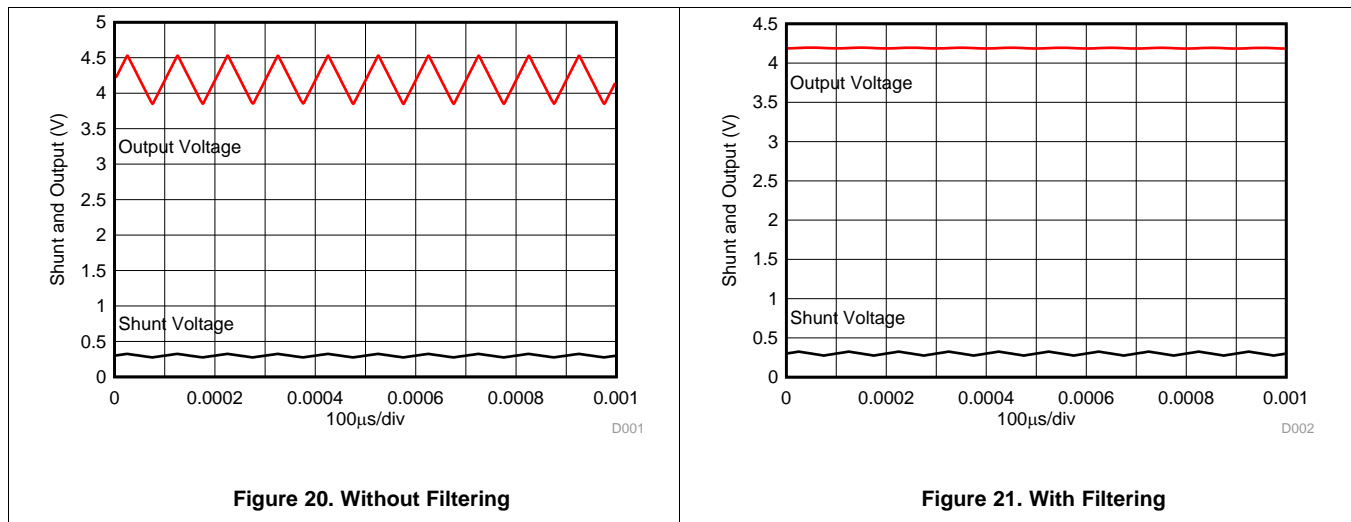 5
4.5
4
3.5
3
2.5
2
1.5
1
0.5
0
Shunt and Output (V)
Output Voltage
Shunt Voltage
0 0.0002 0.0004 0.0006 0.0008 0.001
100μs/div
D001
Figure 20. Without Filtering
4.5
4
3.5
3
2.5
2
1.5
1
0.5
0
Shunt and Output (V)
Output Voltage
Shunt Voltage
0 0.0002 0.0004 0.0006 0.0008 0.001
100μs/div
D002
Figure 21. With Filtering